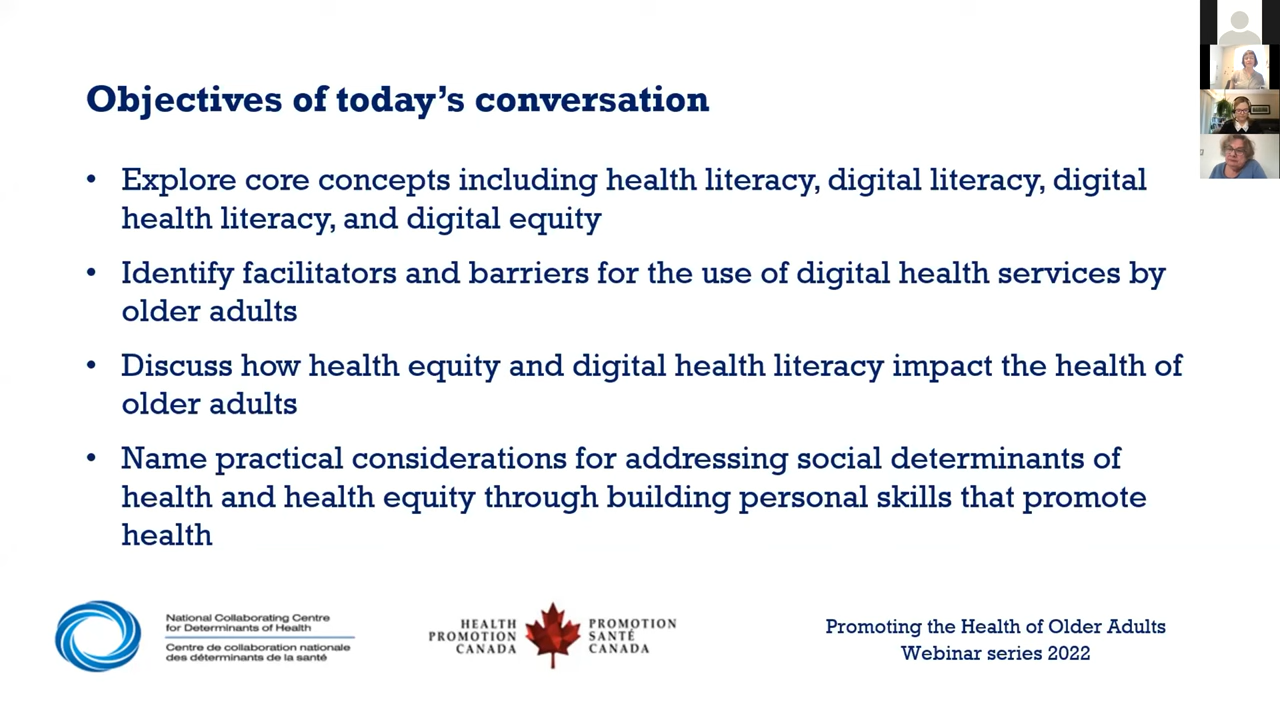 Objectives of today's conversation
• Explore core concepts including health literacy, digital literacy, digital
health literacy, and digital equity
• Identify facilitators and barriers for the use of digital health services by
older adults
• Discuss how health equity and digital health literacy impact the health of
older adults
• Name practical considerations for addressing social determinants of
health and health equity through building personal skills that promote
health
National Collaborating Centre
for Determinants of Health
Centre de collaboration nationale
des déterminants de la santé
HEALTH
PROMOTION
CANADA
PROMOTION
SANTÉ
CANADA
Promoting the Health of Older Adults
Webinar series 2022